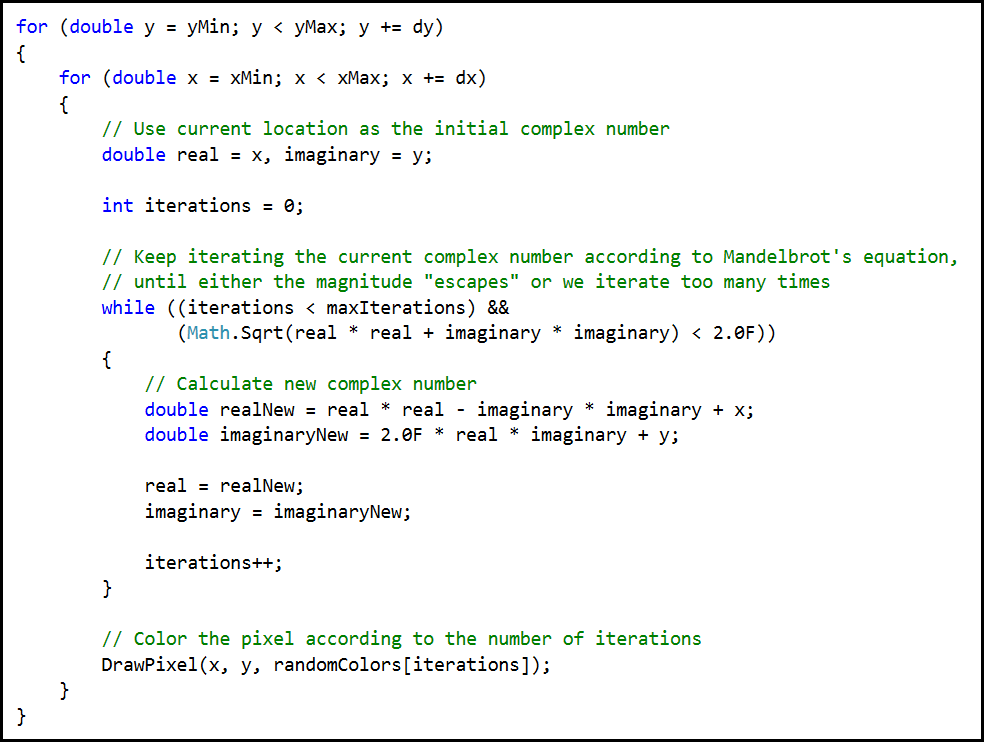 for (double y = yMin; y < yMax; y += dy)
{
    for (double x = xMin; x < xMax; x += dx)
    {
        // Use current location as the initial complex number
        double real = x, imaginary = y;

        int iterations = 0;

        // Keep iterating the current complex number according to Mandelbrot's equation,
        // until either the magnitude "escapes" or we iterate too many times
        while ((iterations < maxIterations) &&
               (Math.Sqrt(real * real + imaginary * imaginary) < 2.0F))
        {
            // Calculate new complex number
            double realNew = real * real - imaginary * imaginary + x;
            double imaginaryNew = 2.0F * real * imaginary + y;

            real = realNew;
            imaginary = imaginaryNew;

            iterations++;
        }

        // Color the pixel according to the number of iterations
        DrawPixel(x, y, randomColors[iterations]);
    }
}